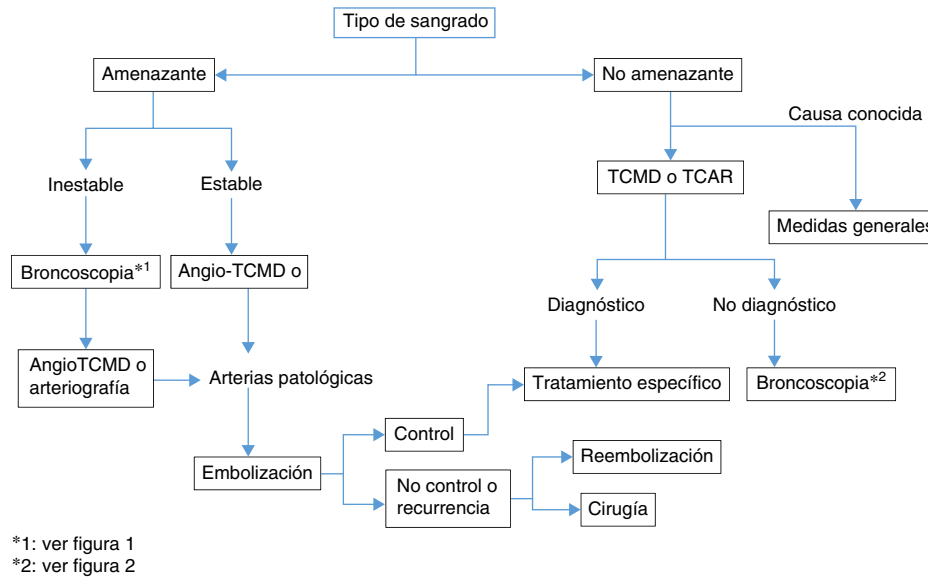 Tipo de sangrado
Amenazante
No amenazante
Causa conocida
Inestable
Estable
TCMD o TCAR
Medidas generales
Broncoscopia*1
Angio-TCMD o
Diagnóstico
No diagnóstico
AngioTCMD o
arteriografía
Arterias patológicas
Tratamiento específico
Broncoscopia*2
Control
Embolización
No control o
recurrencia
Reembolización
Cirugía
*1: ver figura 1
*2: ver figura 2